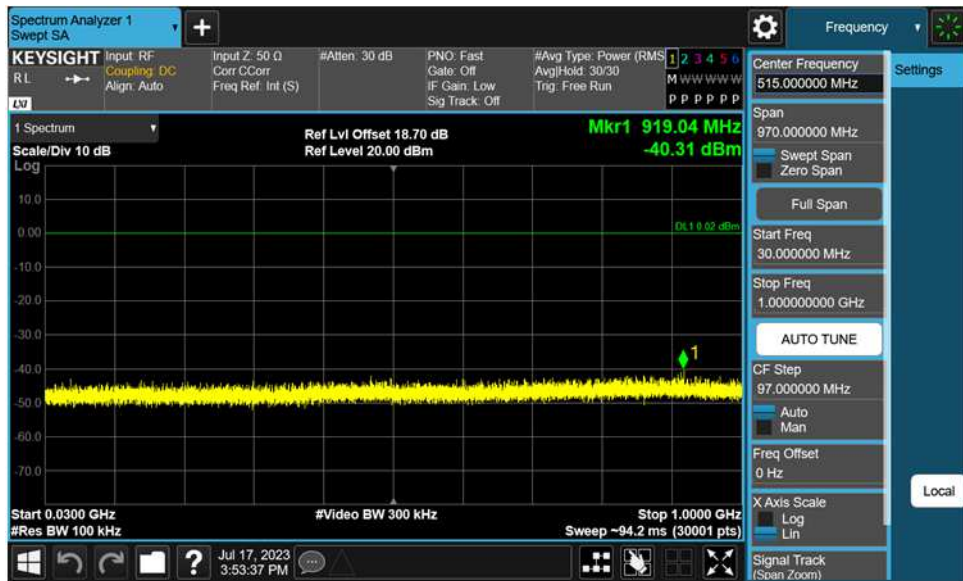 Spectrum Analyzer 1
Swept SA
+
Frequency
KEYSIGHT
RL
LXI
Input: RF
Coupling: DC
Align: Auto
Input Z: 50 Ω
Corr CCorr
Freq Ref: Int (S)
#Atten: 30 dB
PNO: Fast
Gate: Off
IF Gain: Low
Sig Track: Off
#Avg Type: Power (RMS
Avg|Hold: 30/30
Trig: Free Run
1 2 3 4 5 6
M W W W W W
P P P P P P
1 Spectrum
Scale/Div 10 dB
Log
Ref Lvl Offset 18.70 dB
Ref Level 20.00 dBm
Mkr1 919.04 MHz
-40.31 dBm
10.0
0.00
DL1 0.02 dBm
-10.0
-20.0
-30.0
-40.0
1
-50.0
-60.0
-70.0
Start 0.0300 GHz
#Res BW 100 kHz
#Video BW 300 kHz
Stop 1.0000 GHz
Sweep ~94.2 ms (30001 pts)
?
Jul 17, 2023
3:53:37 PM
Center Frequency
515.000000 MHz
Span
970.000000 MHz
Swept Span
Zero Span
Full Span
Start Freq
30.000000 MHz
Stop Freq
1.000000000 GHz
AUTO TUNE
CF Step
97.000000 MHz
Auto
Man
Freq Offset
0 Hz
X Axis Scale
Log
Lin
Signal Track
(Span Zoom)
Settings
Local